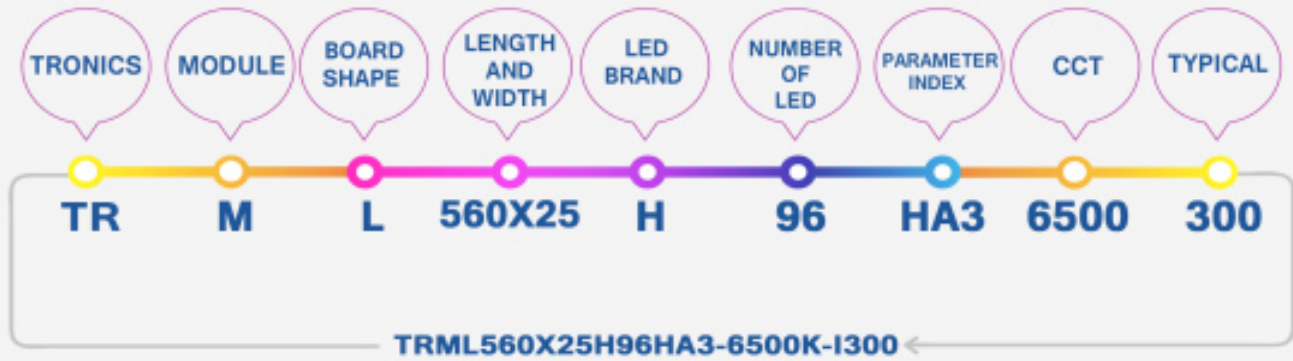 TRONICS
MODULE
BOARD
SHAPE
LENGTH
AND
WIDTH
LED
BRAND
NUMBER
OF
LED
PARAMETER
INDEX
CCT
TYPICAL
TR
M
L
560X25
H
96
HA3
6500
300
TRML560X25H96HA3-6500K-I300